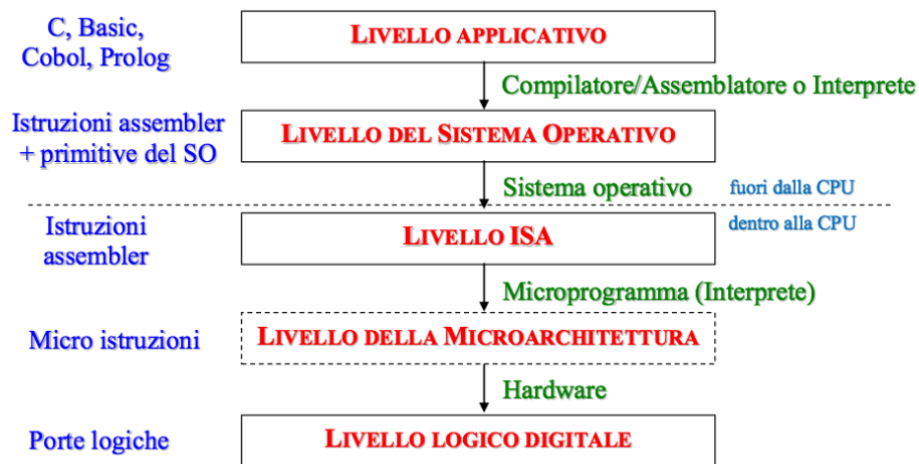 C, Basic,
Cobol, Prolog
LIVELLO APPLICATIVO
Compilatore/Assemblatore o Interprete
Istruzioni assembler
+ primitive del SO
LIVELLO DEL SISTEMA OPERATIVO
Sistema operativo
fuori dalla CPU
dentro alla CPU
Istruzioni
assembler
LIVELLO ISA
Microprogramma (Interprete)
Micro istruzioni
LIVELLO DELLA MICROARCHITETTURA
Hardware
Porte logiche
LIVELLO LOGICO DIGITALE